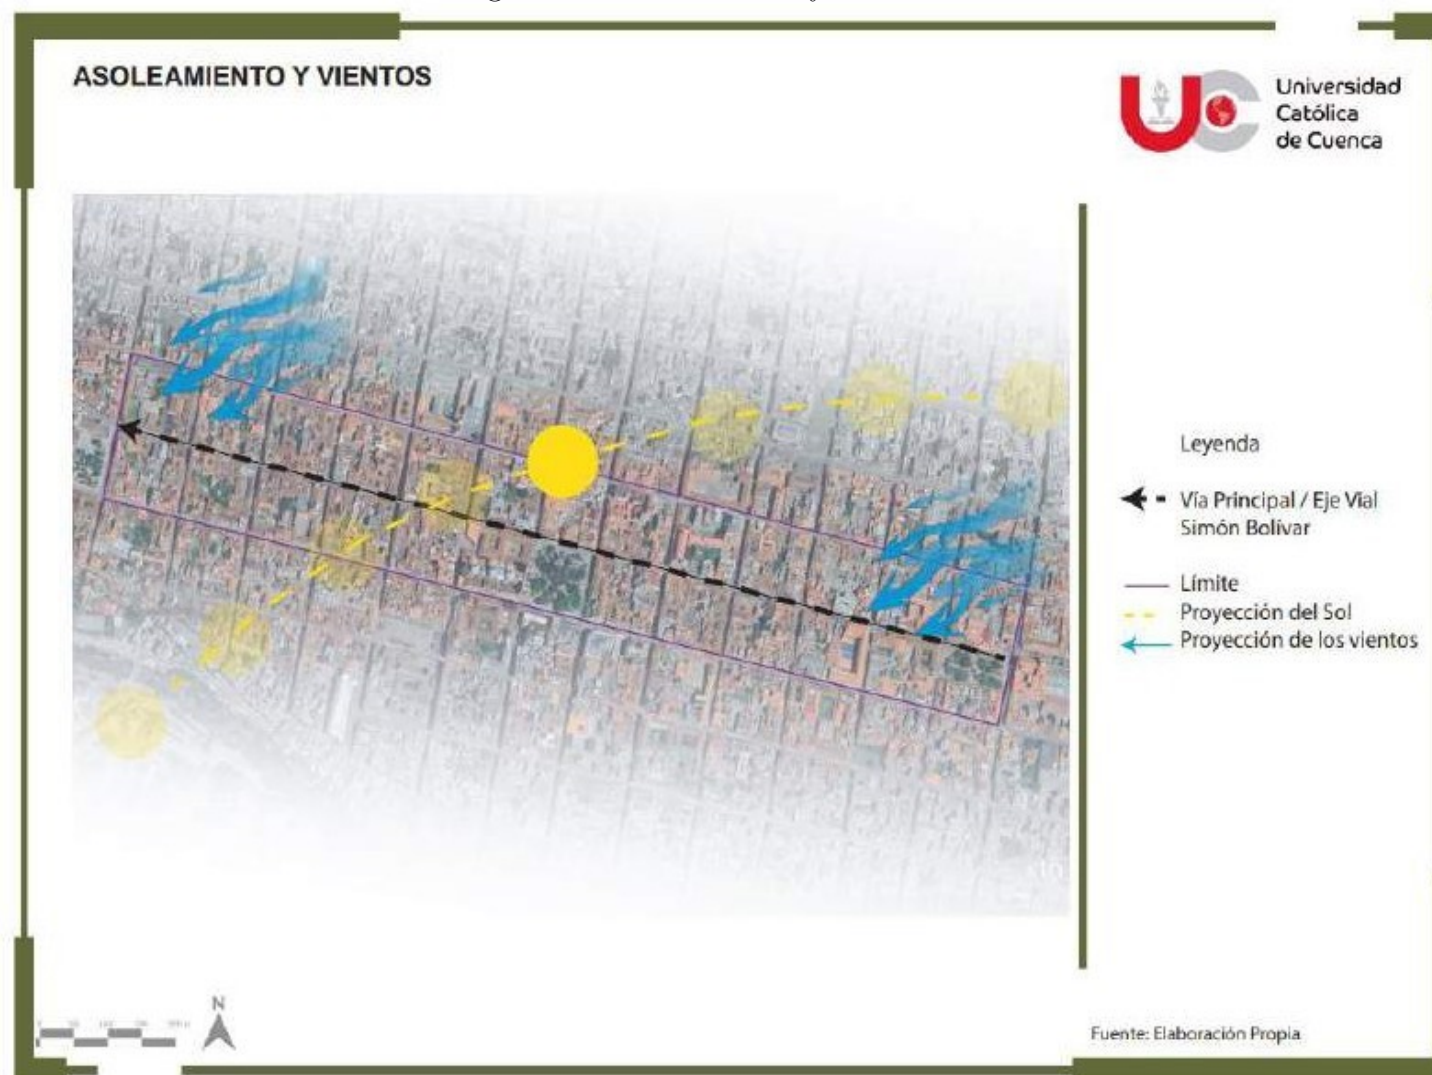 ASOLEAMIENTO Y VIENTOS
Universidad
Católica
de Cuenca
Leyenda
Vía Principal / Eje Vial
Simón Bolívar
Límite
Proyección del Sol
Proyección de los vientos
N
Fuente: Elaboración Propia